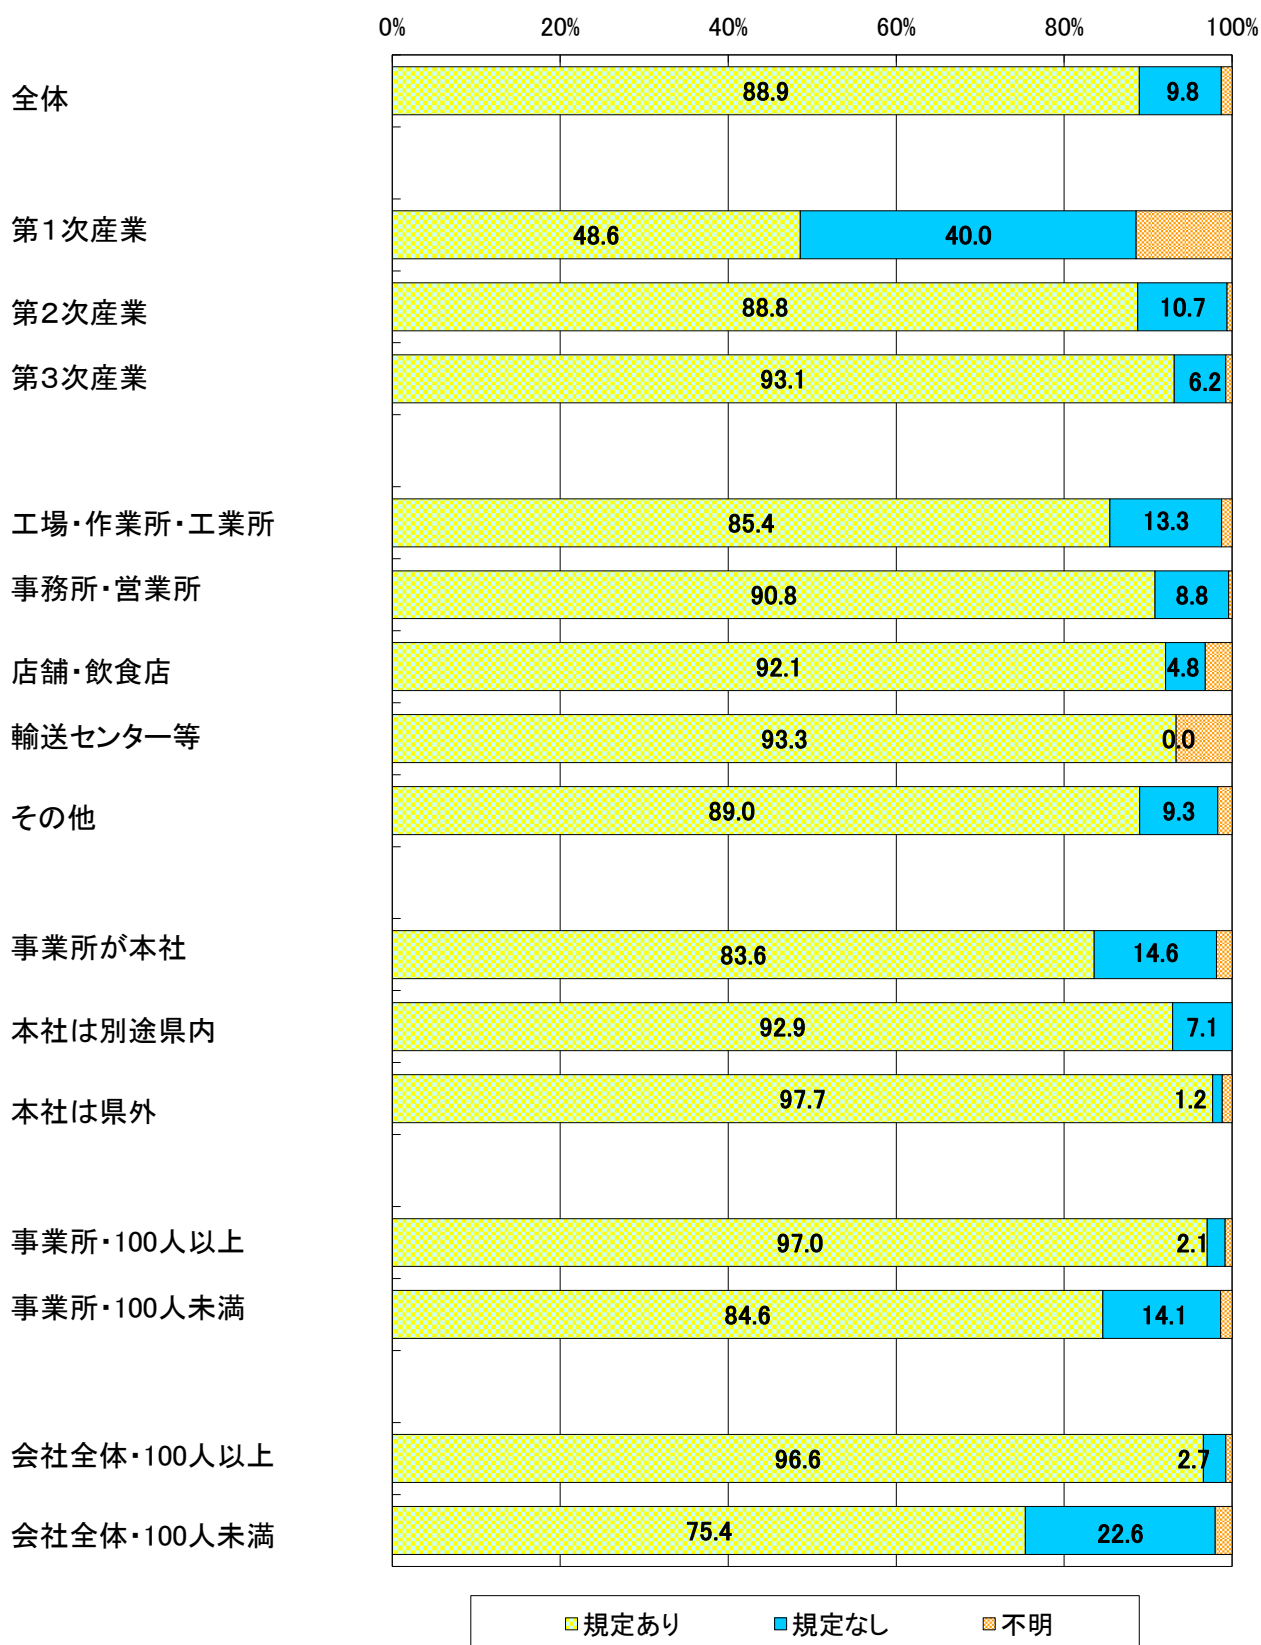 0% 20% 40% 60% 80% 100%
全体 88.9 9.8
第１次産業 48.6 40.0
第２次産業 88.8 10.7
第３次産業 93.1 6.2
工場・作業所・工業所 85.4 13.3
事務所・営業所 90.8 8.8
店舗・飲食店 92.1 4.8
輸送センター等 93.3 0.0
その他 89.0 9.3
事業所が本社 83.6 14.6
本社は別途県内 92.9 7.1
本社は県外 97.7 1.2
事業所・100人以上 97.0 2.1
事業所・100人未満 84.6 14.1
会社全体・100人以上 96.6 2.7
会社全体・100人未満 75.4 22.6
規定あり 規定なし 不明